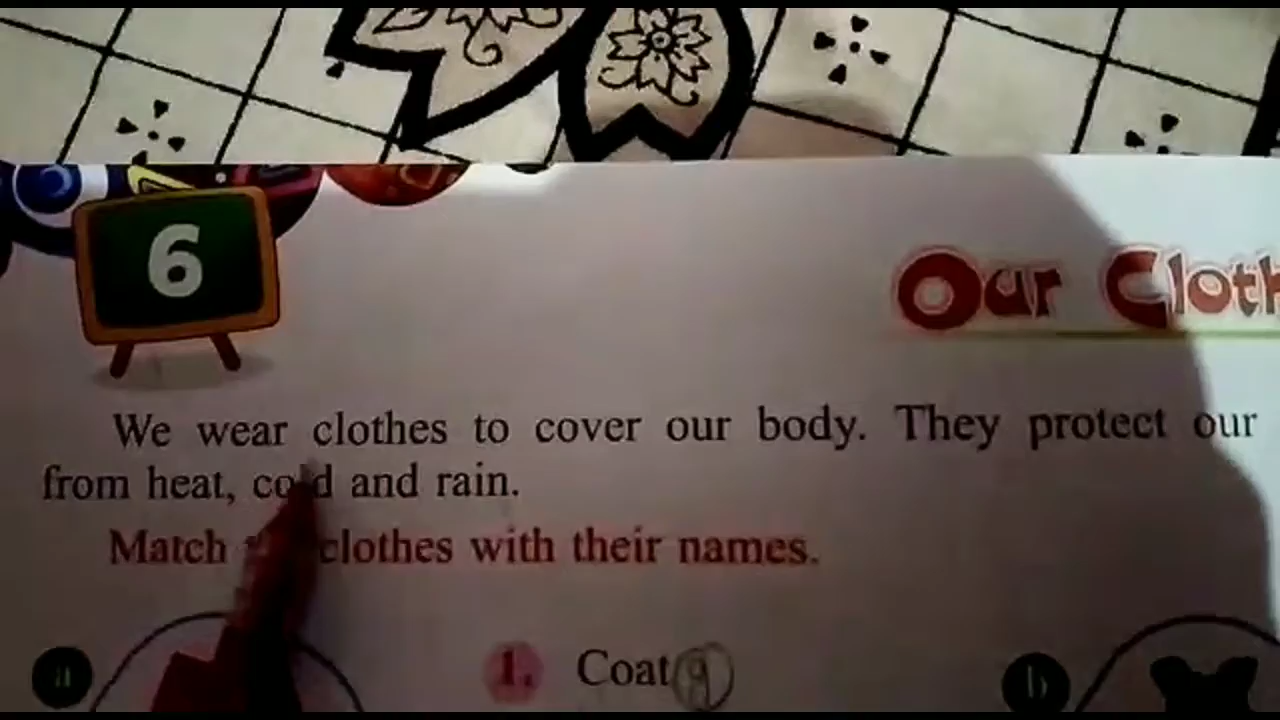 6
Our Cloth
We wear clothes to cover our body. They protect our
from heat, cold and rain.
Match clothes with their names.
a
1. Coat
b